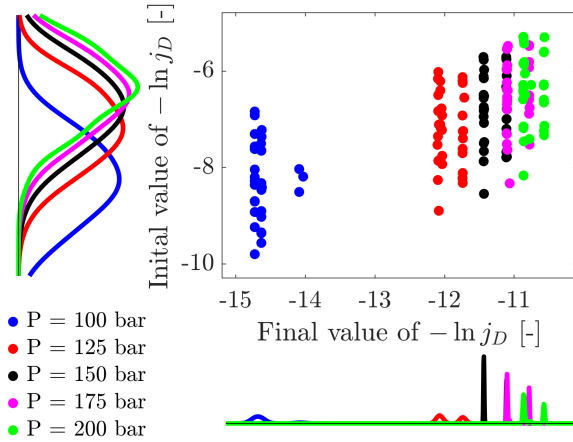 Inital value of − ln j_D [-]
-6
-8
-10
-15 -14 -13 -12 -11
Final value of − ln j_D [-]
P = 100 bar
P = 125 bar
P = 150 bar
P = 175 bar
P = 200 bar